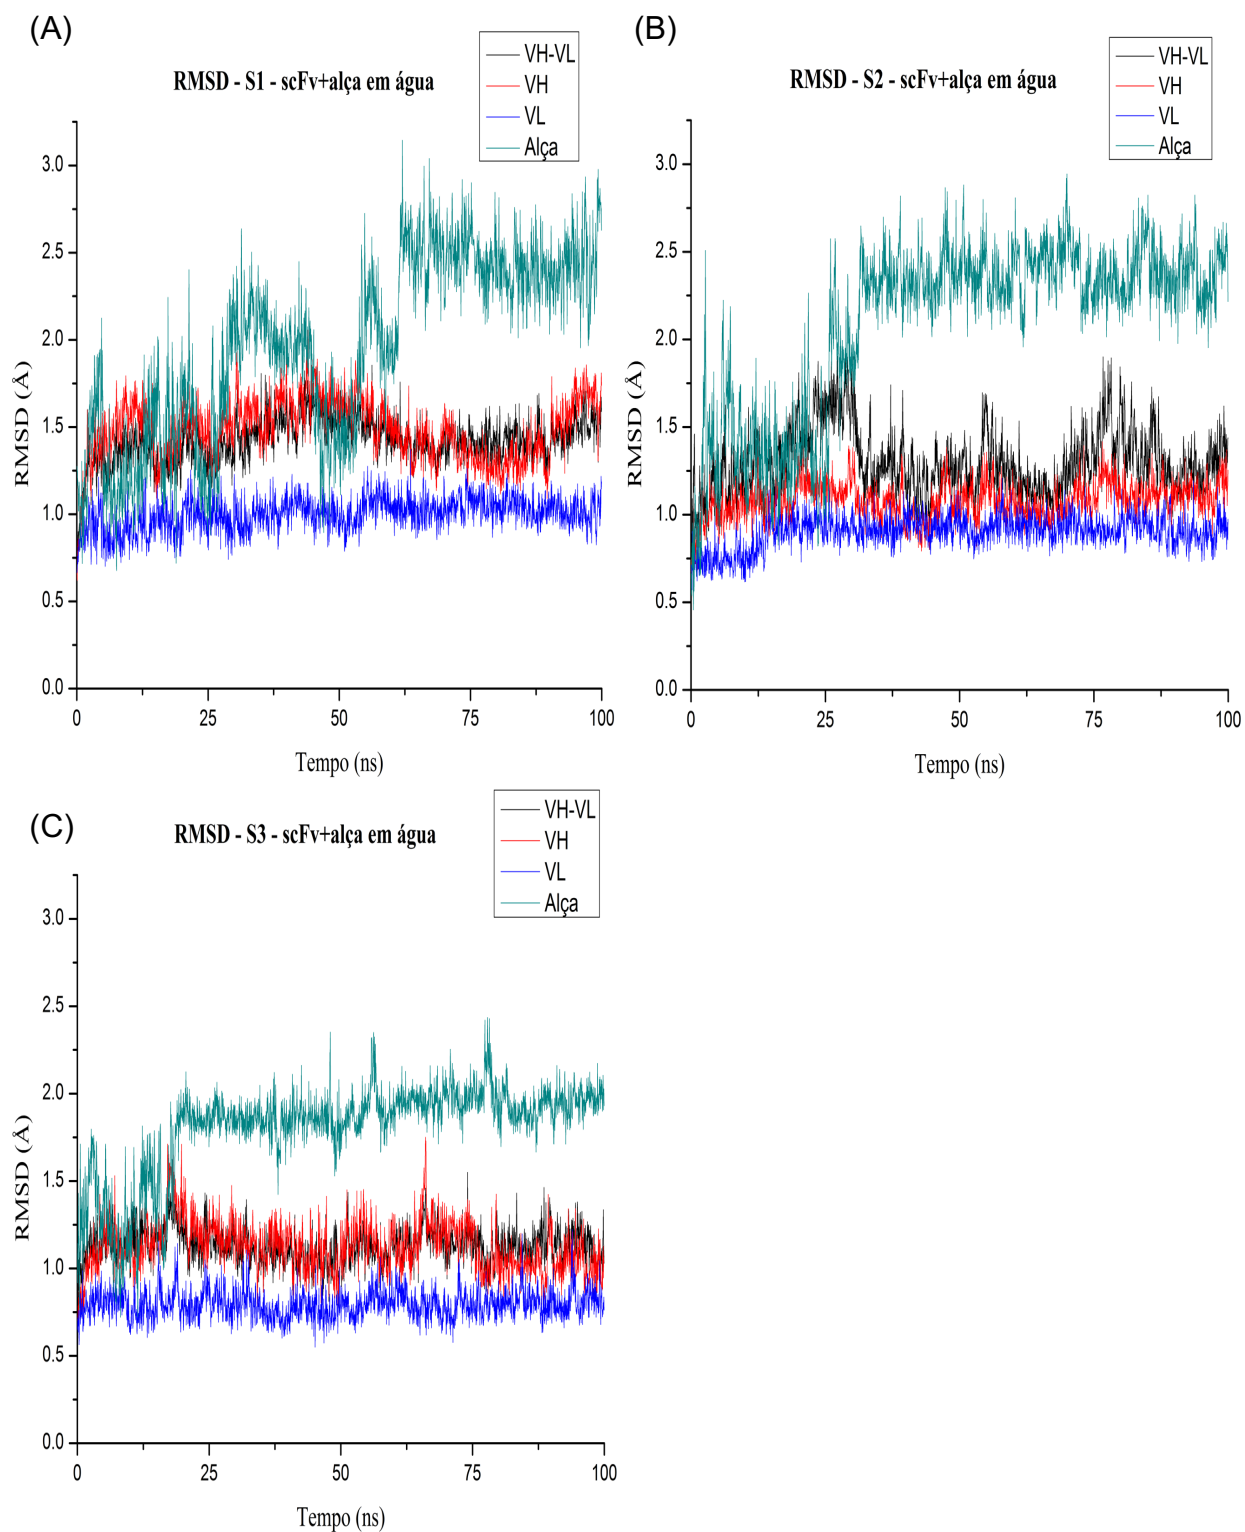 (A)
RMSD - S1 - scFv+alça em água
VH-VL
VH
VL
Alça
3.0
2.5
2.0
1.5
1.0
0.5
0.0
RMSD (Å)
0 25 50 75 100
Tempo (ns)
(B)
RMSD - S2 - scFv+alça em água
VH-VL
VH
VL
Alça
3.0
2.5
2.0
1.5
1.0
0.5
0.0
RMSD (Å)
0 25 50 75 100
Tempo (ns)
(C)
RMSD - S3 - scFv+alça em água
VH-VL
VH
VL
Alça
3.0
2.5
2.0
1.5
1.0
0.5
0.0
RMSD (Å)
0 25 50 75 100
Tempo (ns)